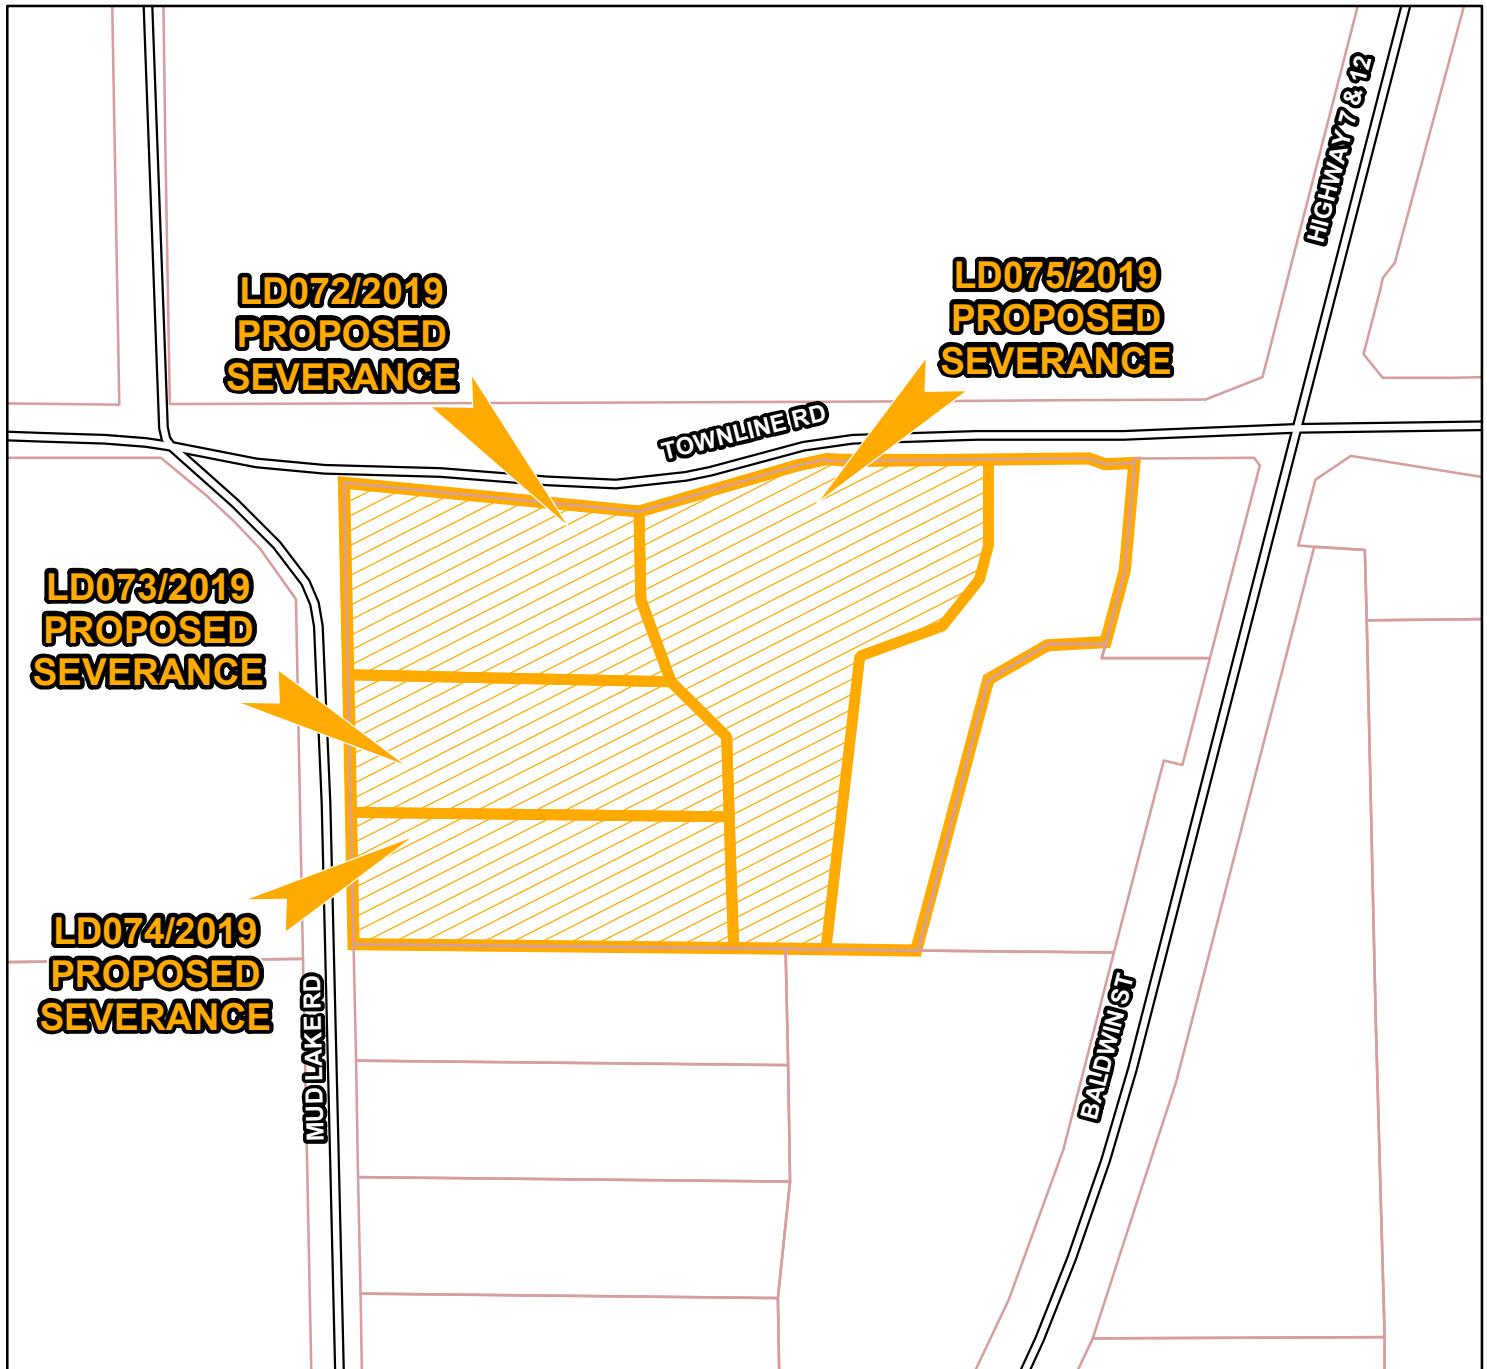 HIGHWAY 7 & 12
LD072/2019
PROPOSED
SEVERANCE
LD075/2019
PROPOSED
SEVERANCE
TOWNLINE RD
LD073/2019
PROPOSED
SEVERANCE
LD074/2019
PROPOSED
SEVERANCE
MUD LAKE RD
BALDWIN ST